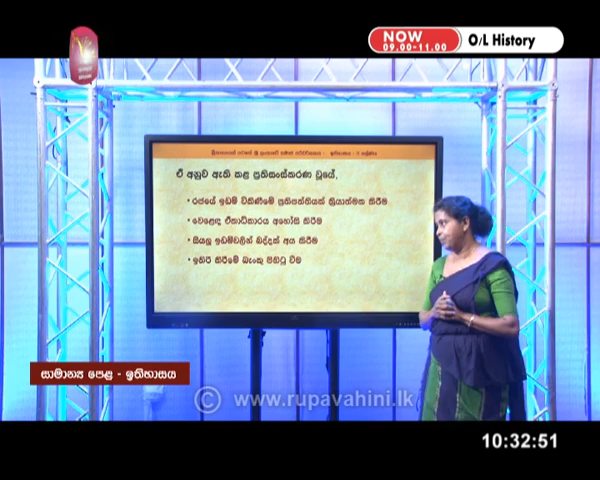 NOW
09.00-11.00
O/L History
ඒ අනුව ඇති කළ ප්‍රතිසංස්කරණ වූයේ,
• රජයේ ඉඩම් විකිණීමේ ප්‍රතිපත්තියක් ක්‍රියාත්මක කිරීම
• වෙළෙඳ ඒකාධිකාරය අහෝසි කිරීම
• සියලු ඉඩම්වලින් බද්දක් අය කිරීම
• ඉතිරි කිරීමේ බැංකු පිහිටු වීම
සාමාන්‍ය පෙළ - ඉතිහාසය
© www.rupavahini.lk
10:32:51